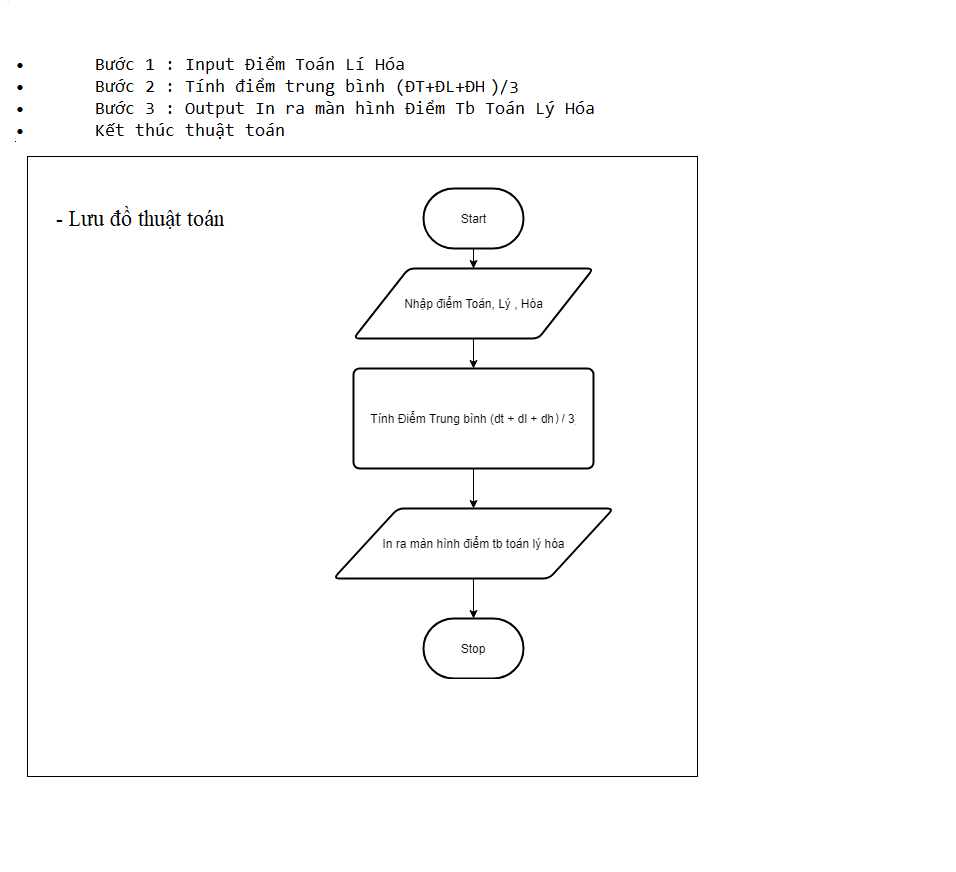 • Bước 1 : Input Điểm Toán Lí Hóa
• Bước 2 : Tính điểm trung bình (ĐT+ĐL+ĐH )/3
• Bước 3 : Output In ra màn hình Điểm Tb Toán Lý Hóa
• Kết thúc thuật toán
- Lưu đồ thuật toán
Start
Nhập điểm Toán, Lý , Hóa
Tính Điểm Trung bình (dt + dl + dh) / 3
In ra màn hình điểm tb toán lý hóa
Stop